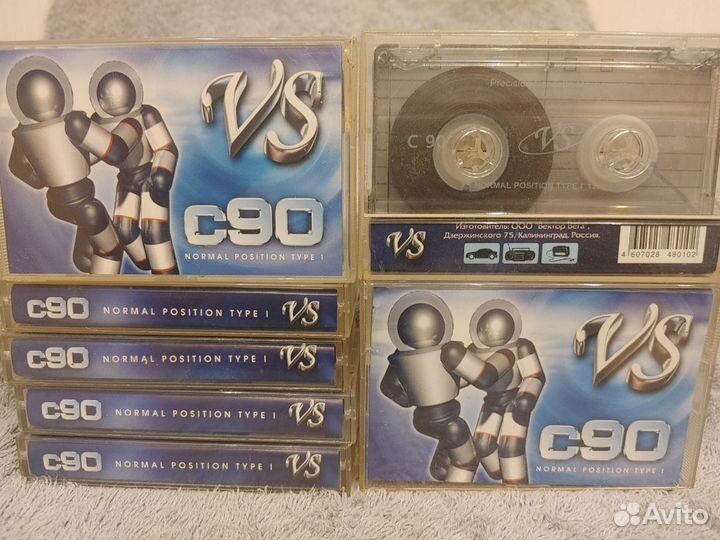 VS
c90
NORMAL POSITION TYPE I
Precision
C 90
VS
B
NORMAL POSITION TYPE I
Изготовитель: ООО "Вектор Вега",
Дзержинского 75, Калининград, Россия.
VS
4 607028 480102
c90 NORMAL POSITION TYPE I VS
c90 NORMAL POSITION TYPE I VS
c90 NORMAL POSITION TYPE I VS
c90 NORMAL POSITION TYPE I VS
VS
c90
NORMAL POSITION TYPE I
Avito